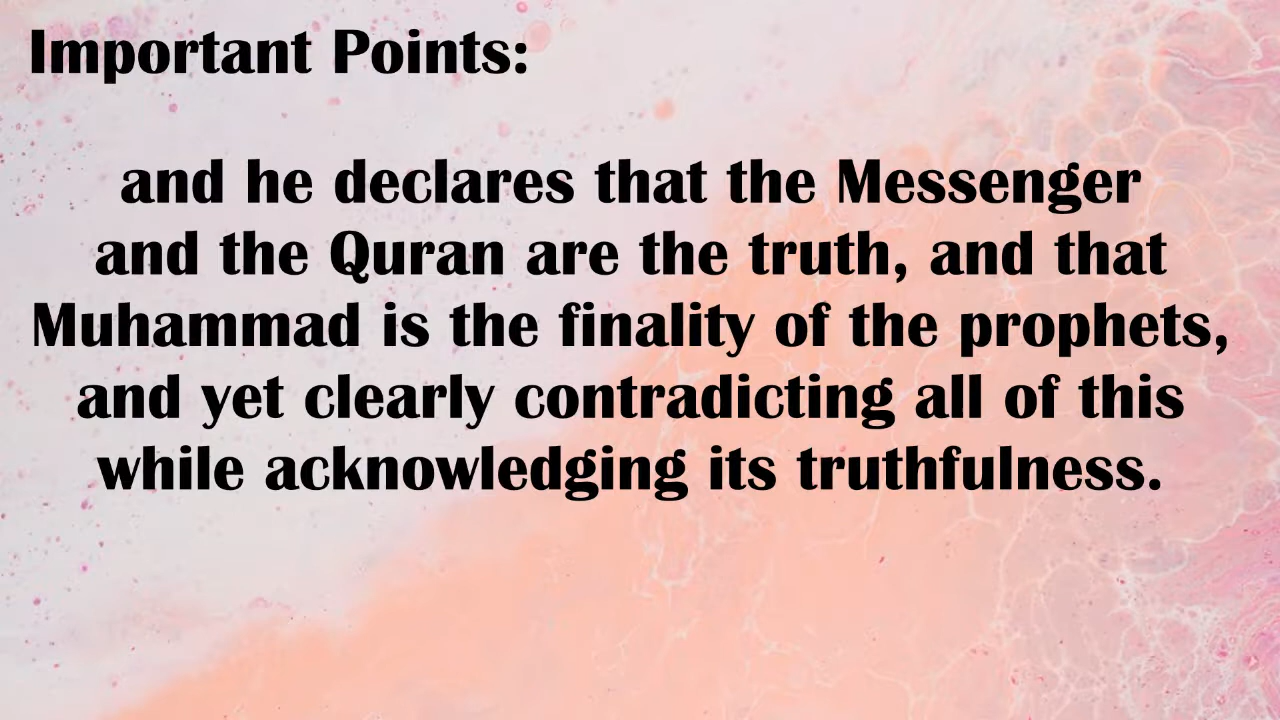 Important Points:
and he declares that the Messenger
and the Quran are the truth, and that
Muhammad is the finality of the prophets,
and yet clearly contradicting all of this
while acknowledging its truthfulness.